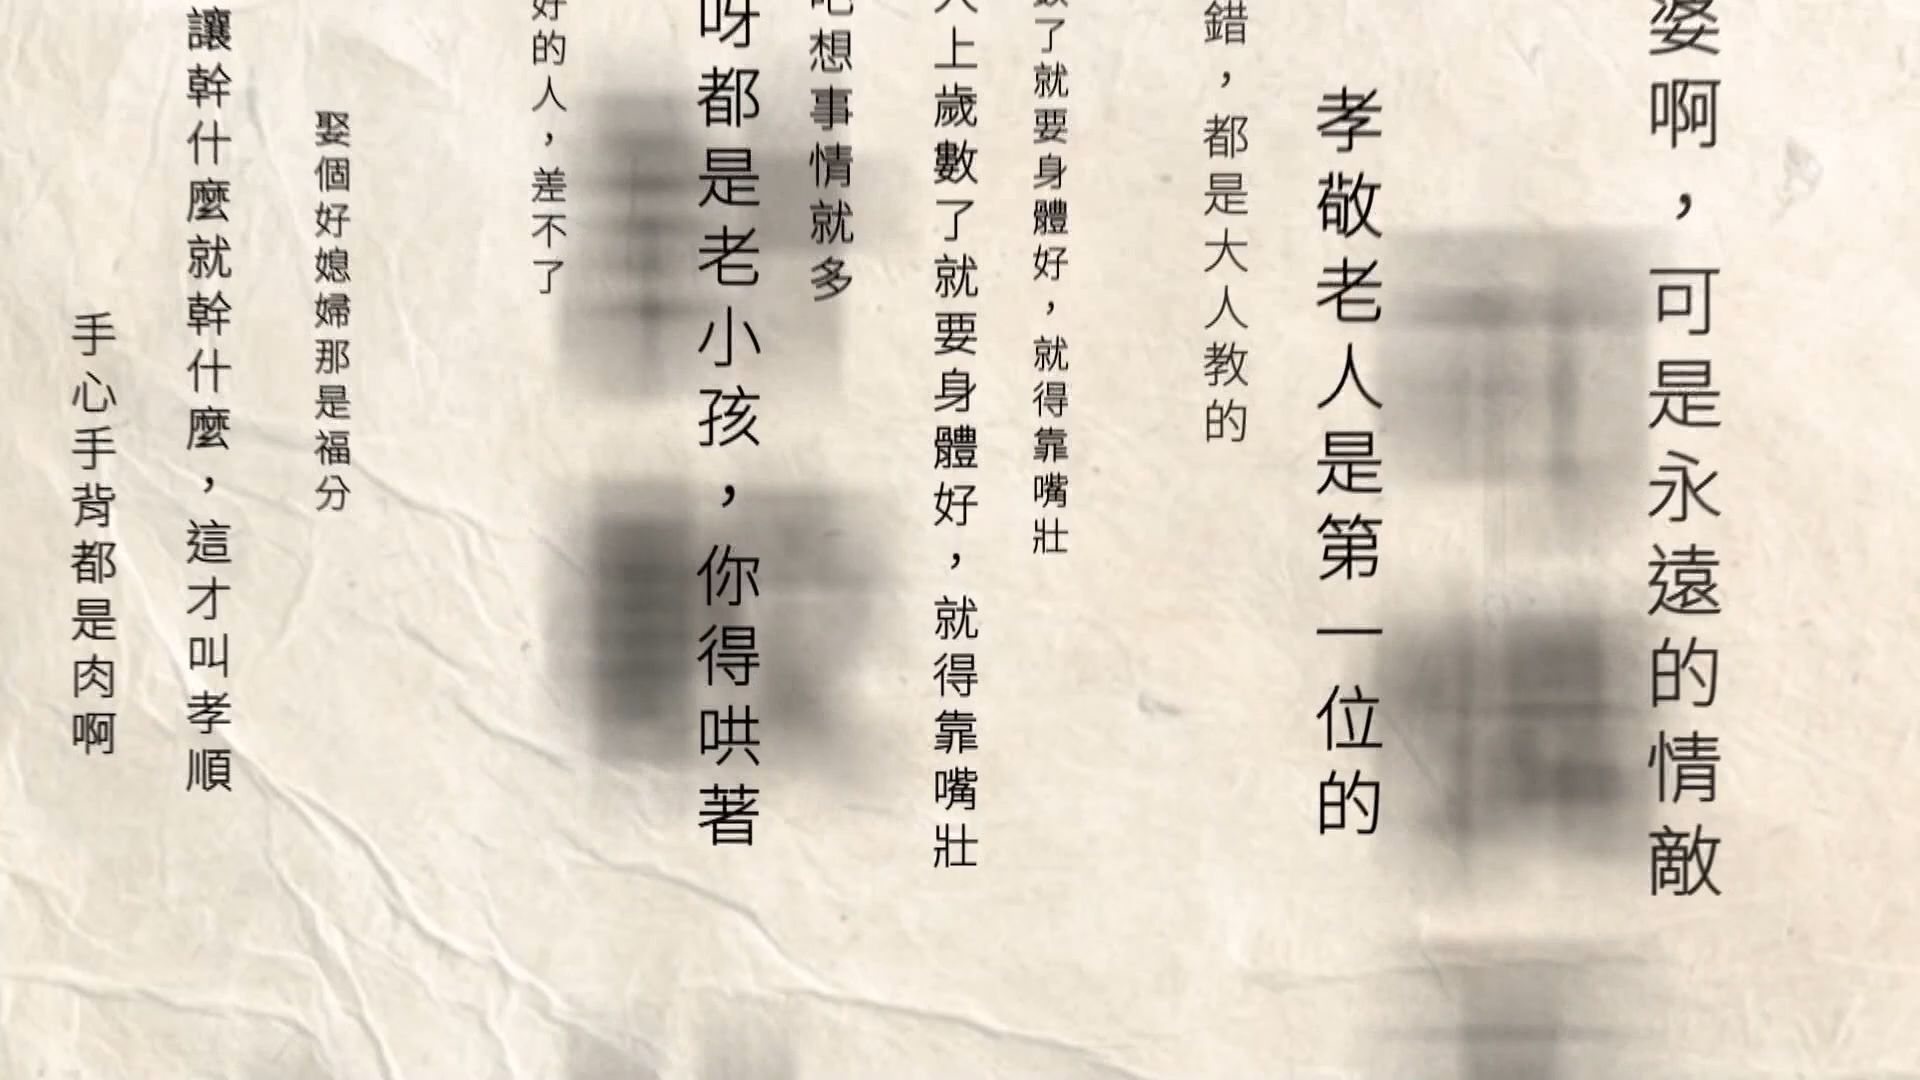 婆啊，可是永遠的情敵
孝敬老人是第一位的
錯，都是大人教的
了就要身體好，就得靠嘴壯
上歲數了就要身體好，就得靠嘴壯
想事情就多
呀都是老小孩，你得哄著
好的人，差不了
娶個好媳婦那是福分
讓幹什麼就幹什麼，這才叫孝順
手心手背都是肉啊